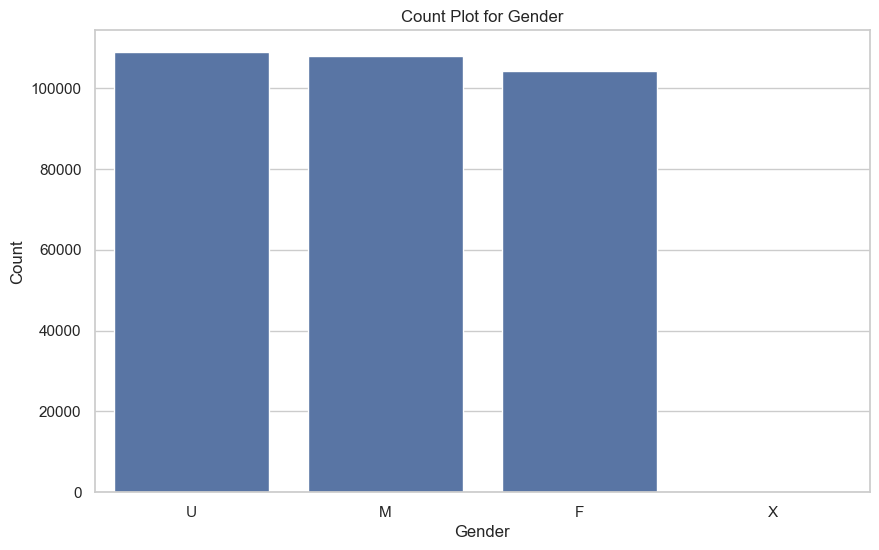 Count Plot for Gender
100000
80000
60000
40000
20000
0
Count
U M F X
Gender